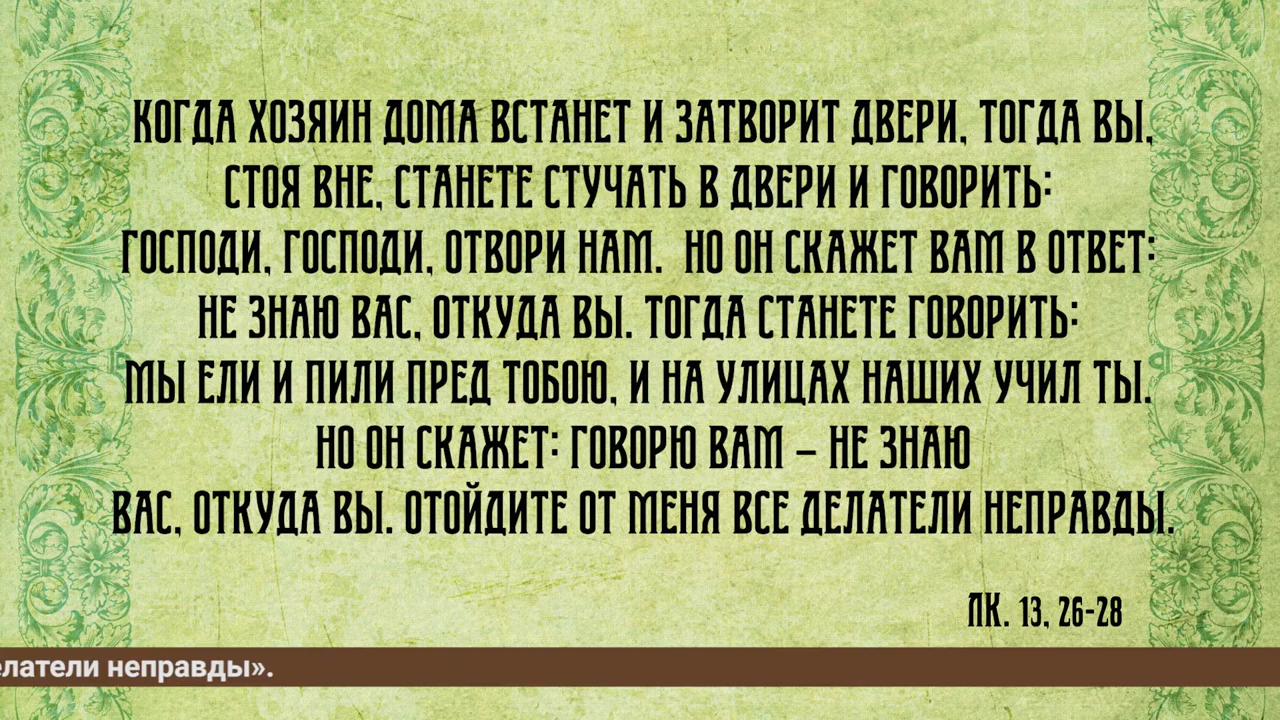 КОГДА ХОЗЯИН ДОМА ВСТАНЕТ И ЗАТВОРИТ ДВЕРИ, ТОГДА ВЫ,
СТОЯ ВНЕ, СТАНЕТЕ СТУЧАТЬ В ДВЕРИ И ГОВОРИТЬ:
ГОСПОДИ, ГОСПОДИ, ОТВОРИ НАМ. НО ОН СКАЖЕТ ВАМ В ОТВЕТ:
НЕ ЗНАЮ ВАС, ОТКУДА ВЫ. ТОГДА СТАНЕТЕ ГОВОРИТЬ:
МЫ ЕЛИ И ПИЛИ ПРЕД ТОБОЮ, И НА УЛИЦАХ НАШИХ УЧИЛ ТЫ.
НО ОН СКАЖЕТ: ГОВОРЮ ВАМ – НЕ ЗНАЮ
ВАС, ОТКУДА ВЫ. ОТОЙДИТЕ ОТ МЕНЯ ВСЕ ДЕЛАТЕЛИ НЕПРАВДЫ.
ЛК. 13, 26-28
елатели неправды».